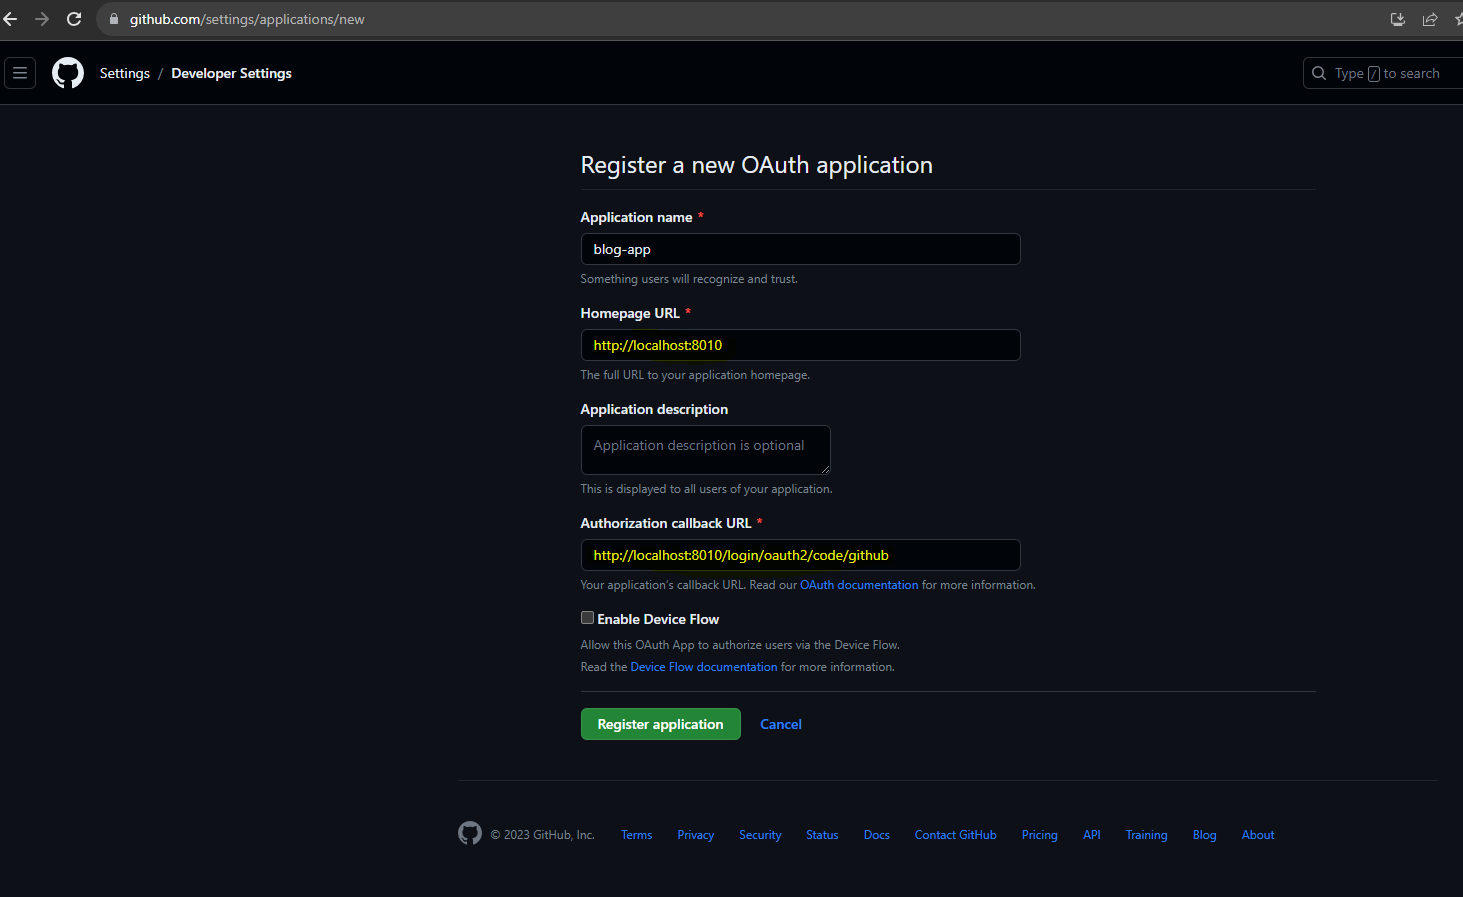 github.com/settings/applications/new
Settings / Developer Settings
Type / to search
Register a new OAuth application
Application name *
blog-app
Something users will recognize and trust.
Homepage URL *
http://localhost:8010
The full URL to your application homepage.
Application description
Application description is optional
This is displayed to all users of your application.
Authorization callback URL *
http://localhost:8010/login/oauth2/code/github
Your application's callback URL. Read our OAuth documentation for more information.
Enable Device Flow
Allow this OAuth App to authorize users via the Device Flow.
Read the Device Flow documentation for more information.
Register application Cancel
© 2023 GitHub, Inc. Terms Privacy Security Status Docs Contact GitHub Pricing API Training Blog About